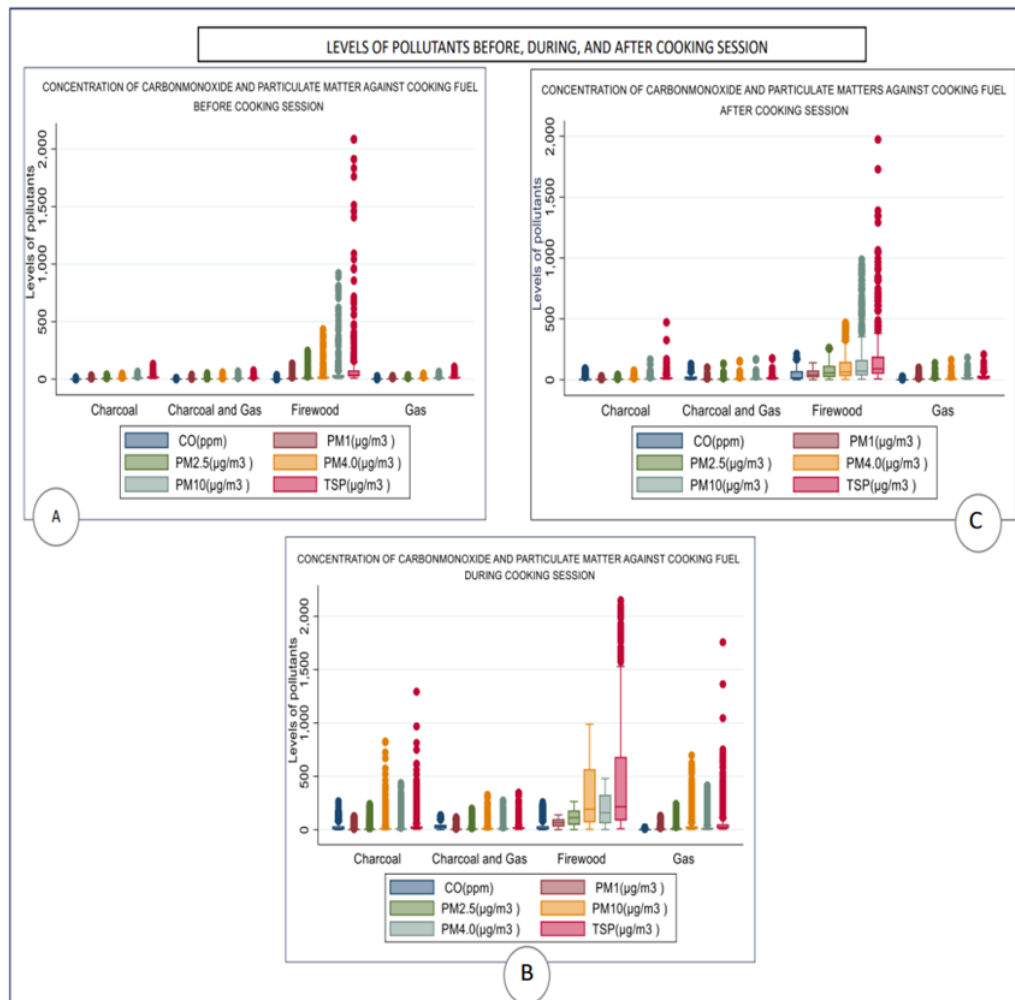 LEVELS OF POLLUTANTS BEFORE, DURING, AND AFTER COOKING SESSION
CONCENTRATION OF CARBONMONOXIDE AND PARTICULATE MATTER AGAINST COOKING FUEL
BEFORE COOKING SESSION
Levels of pollutants
2,000
1,500
1,000
500
0
Charcoal Charcoal and Gas Firewood Gas
CO(ppm) PM1(µg/m3 )
PM2.5(µg/m3 ) PM4.0(µg/m3 )
PM10(µg/m3 ) TSP(µg/m3 )
A
CONCENTRATION OF CARBONMONOXIDE AND PARTICULATE MATTERS AGAINST COOKING FUEL
AFTER COOKING SESSION
Levels of pollutants
2,000
1,500
1,000
500
0
Charcoal Charcoal and Gas Firewood Gas
CO(ppm) PM1(µg/m3 )
PM2.5(µg/m3 ) PM4.0(µg/m3 )
PM10(µg/m3 ) TSP(µg/m3 )
C
CONCENTRATION OF CARBONMONOXIDE AND PARTICULATE MATTER AGAINST COOKING FUEL
DURING COOKING SESSION
Levels of pollutants
2,000
1,500
1,000
500
0
Charcoal Charcoal and Gas Firewood Gas
CO(ppm) PM1(µg/m3 )
PM2.5(µg/m3 ) PM10(µg/m3 )
PM4.0(µg/m3 ) TSP(µg/m3 )
B